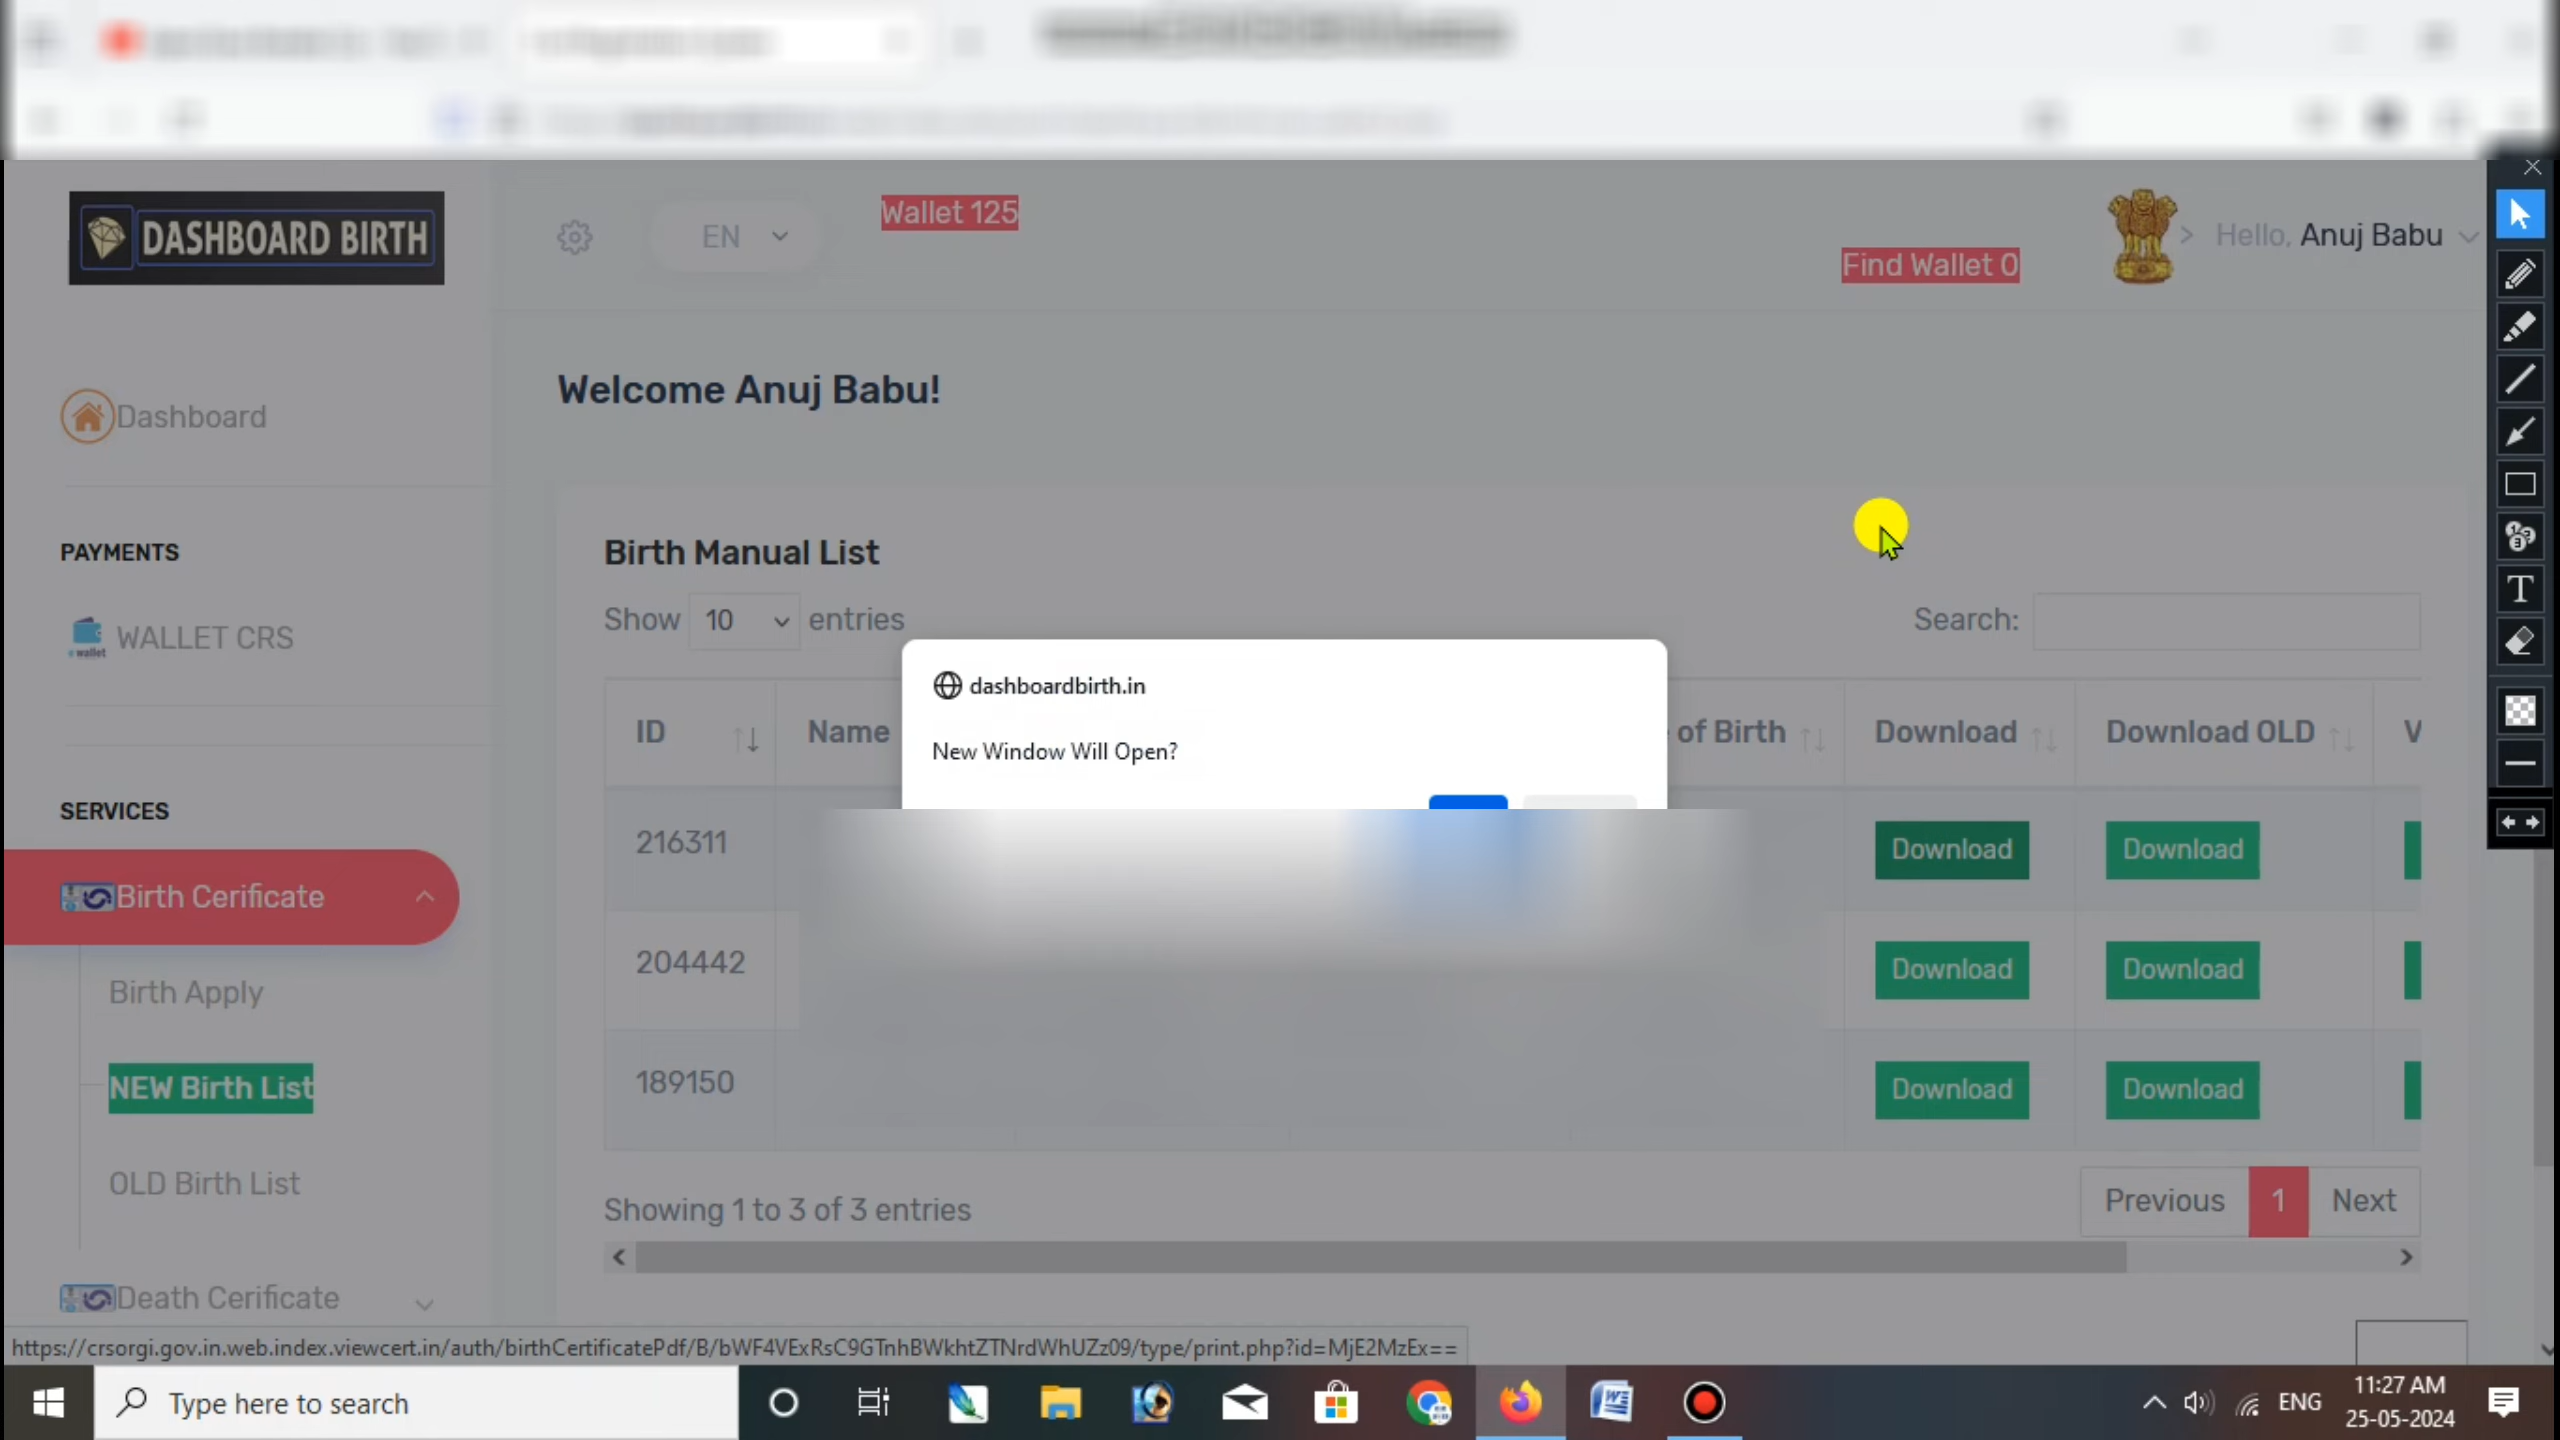 DASHBOARD BIRTH
EN
Wallet 125
Find Wallet 0
Hello, Anuj Babu
Dashboard
PAYMENTS
WALLET CRS
SERVICES
Birth Cerificate
Birth Apply
NEW Birth List
OLD Birth List
Death Cerificate
Welcome Anuj Babu!
Birth Manual List
Show 10 entries
Search:
dashboardbirth.in
New Window Will Open?
ID Name of Birth Download Download OLD V
216311 Download Download
204442 Download Download
189150 Download Download
Showing 1 to 3 of 3 entries
Previous 1 Next
https://crsorgi.gov.in.web.index.viewcert.in/auth/birthCertificatePdf/B/bWF4VExRsC9GTnhBWkhtZTNrdWhUZz09/type/print.php?id=MjE2MzEx==
Type here to search
ENG
11:27 AM
25-05-2024